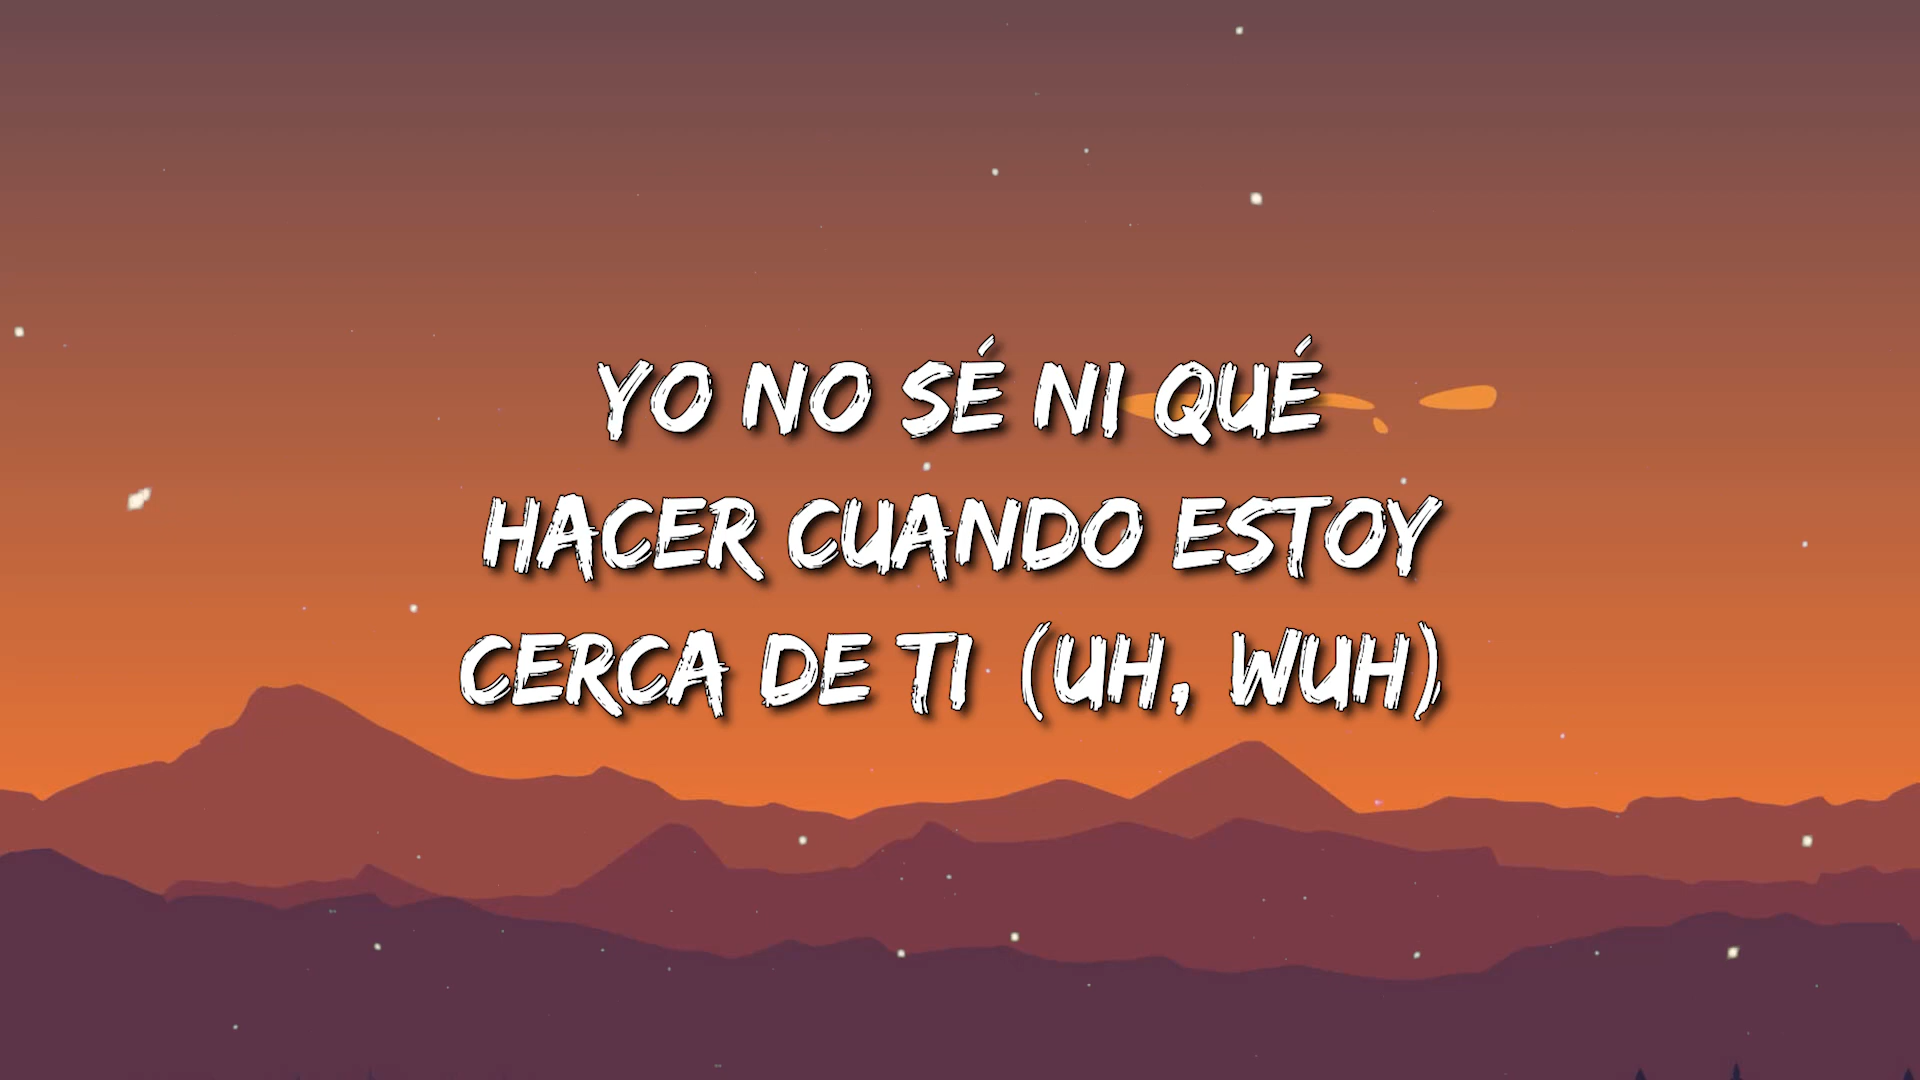 YO NO SÉ NI QUÉ
HACER CUANDO ESTOY
CERCA DE TI (UH, WUH)